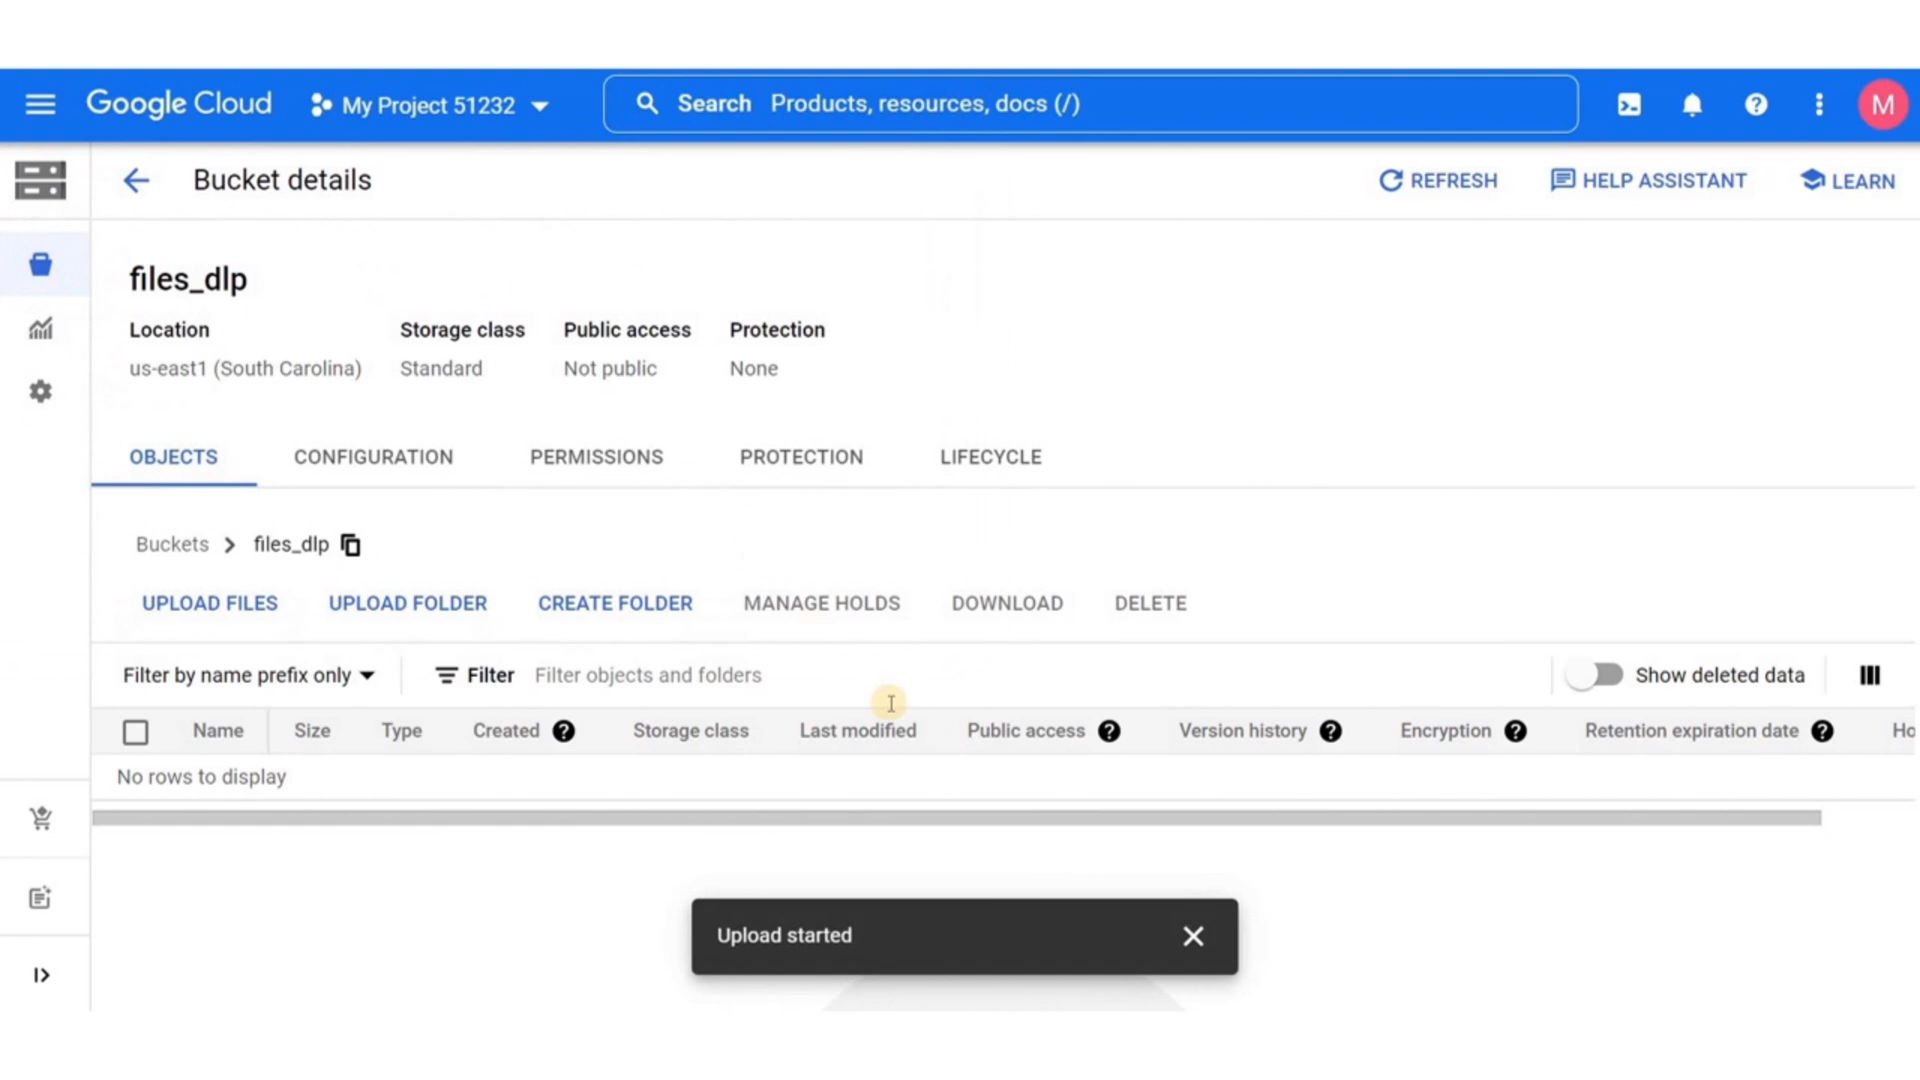 Google Cloud My Project 51232 Search Products, resources, docs (/) M
Bucket details REFRESH HELP ASSISTANT LEARN
files_dlp
Location Storage class Public access Protection
us-east1 (South Carolina) Standard Not public None
OBJECTS CONFIGURATION PERMISSIONS PROTECTION LIFECYCLE
Buckets files_dlp
UPLOAD FILES UPLOAD FOLDER CREATE FOLDER MANAGE HOLDS DOWNLOAD DELETE
Filter by name prefix only Filter Filter objects and folders Show deleted data
Name Size Type Created Storage class Last modified Public access Version history Encryption Retention expiration date Ho
No rows to display
Upload started